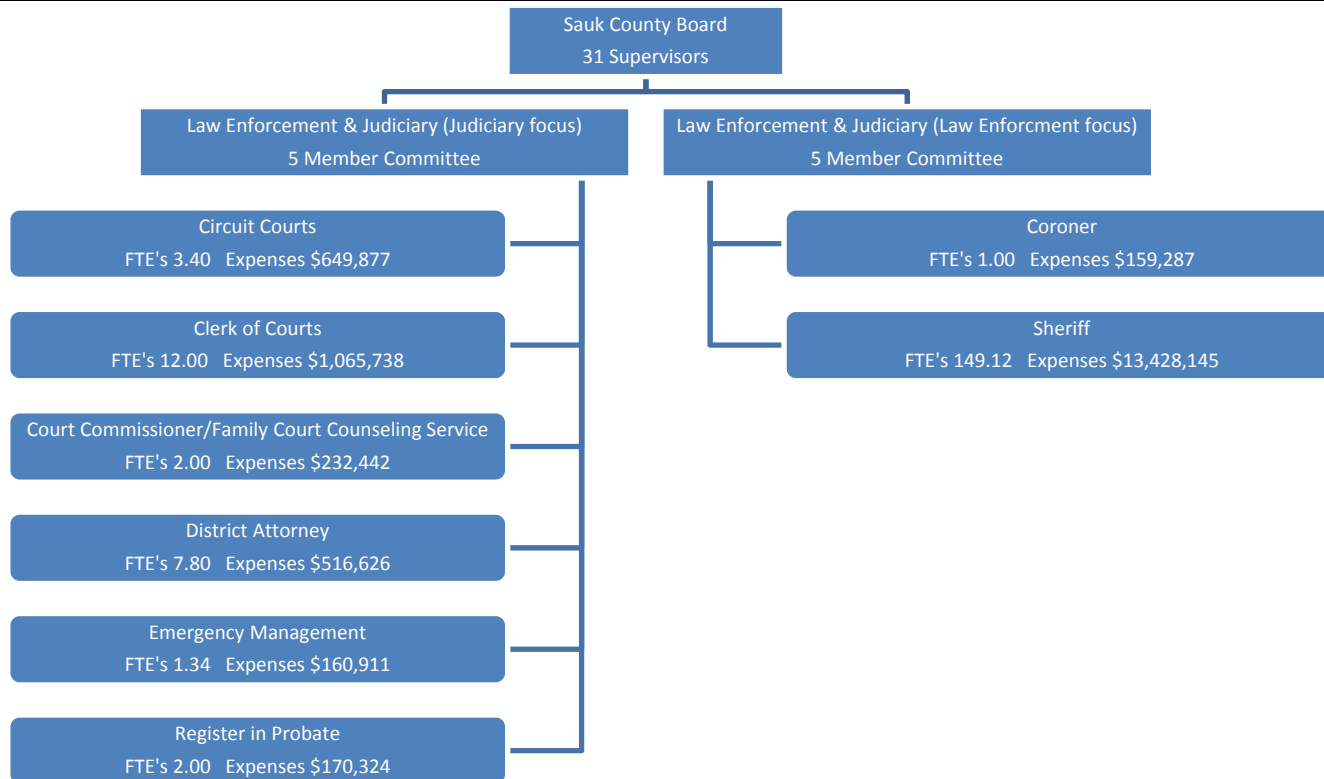 Sauk County Board
31 Supervisors
Law Enforcement & Judiciary (Judiciary focus)
5 Member Committee
Law Enforcement & Judiciary (Law Enforcment focus)
5 Member Committee
Circuit Courts
FTE's 3.40 Expenses $649,877
Clerk of Courts
FTE's 12.00 Expenses $1,065,738
Court Commissioner/Family Court Counseling Service
FTE's 2.00 Expenses $232,442
District Attorney
FTE's 7.80 Expenses $516,626
Emergency Management
FTE's 1.34 Expenses $160,911
Register in Probate
FTE's 2.00 Expenses $170,324
Coroner
FTE's 1.00 Expenses $159,287
Sheriff
FTE's 149.12 Expenses $13,428,145